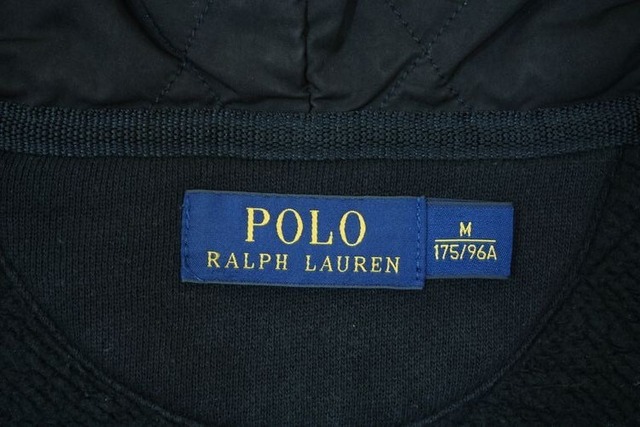 POLO
RALPH LAUREN
M
175/96A